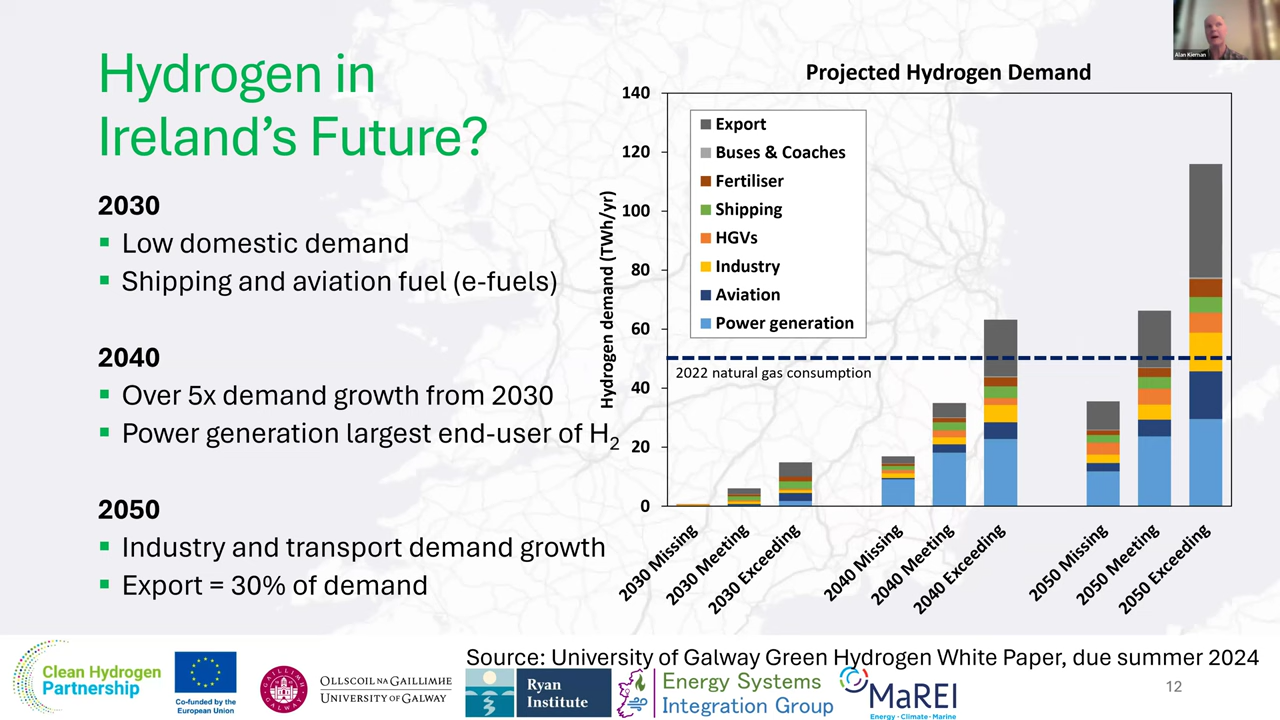 Hydrogen in
Ireland's Future?
2030
▪ Low domestic demand
▪ Shipping and aviation fuel (e-fuels)
2040
▪ Over 5x demand growth from 2030
▪ Power generation largest end-user of H₂
2050
▪ Industry and transport demand growth
▪ Export = 30% of demand
Alan Kiernan
Projected Hydrogen Demand
Hydrogen demand (TWh/yr)
140
120
100
80
60
40
20
0
Export
Buses & Coaches
Fertiliser
Shipping
HGVs
Industry
Aviation
Power generation
2022 natural gas consumption
2030 Missing
2030 Meeting
2030 Exceeding
2040 Missing
2040 Meeting
2040 Exceeding
2050 Missing
2050 Meeting
2050 Exceeding
Source: University of Galway Green Hydrogen White Paper, due summer 2024
Clean Hydrogen
Partnership
Co-funded by the
European Union
OLLSCOIL NA GAILLIMHE
UNIVERSITY OF GALWAY
Ryan
Institute
Energy Systems
Integration Group
MaREI
Energy • Climate • Marine
12